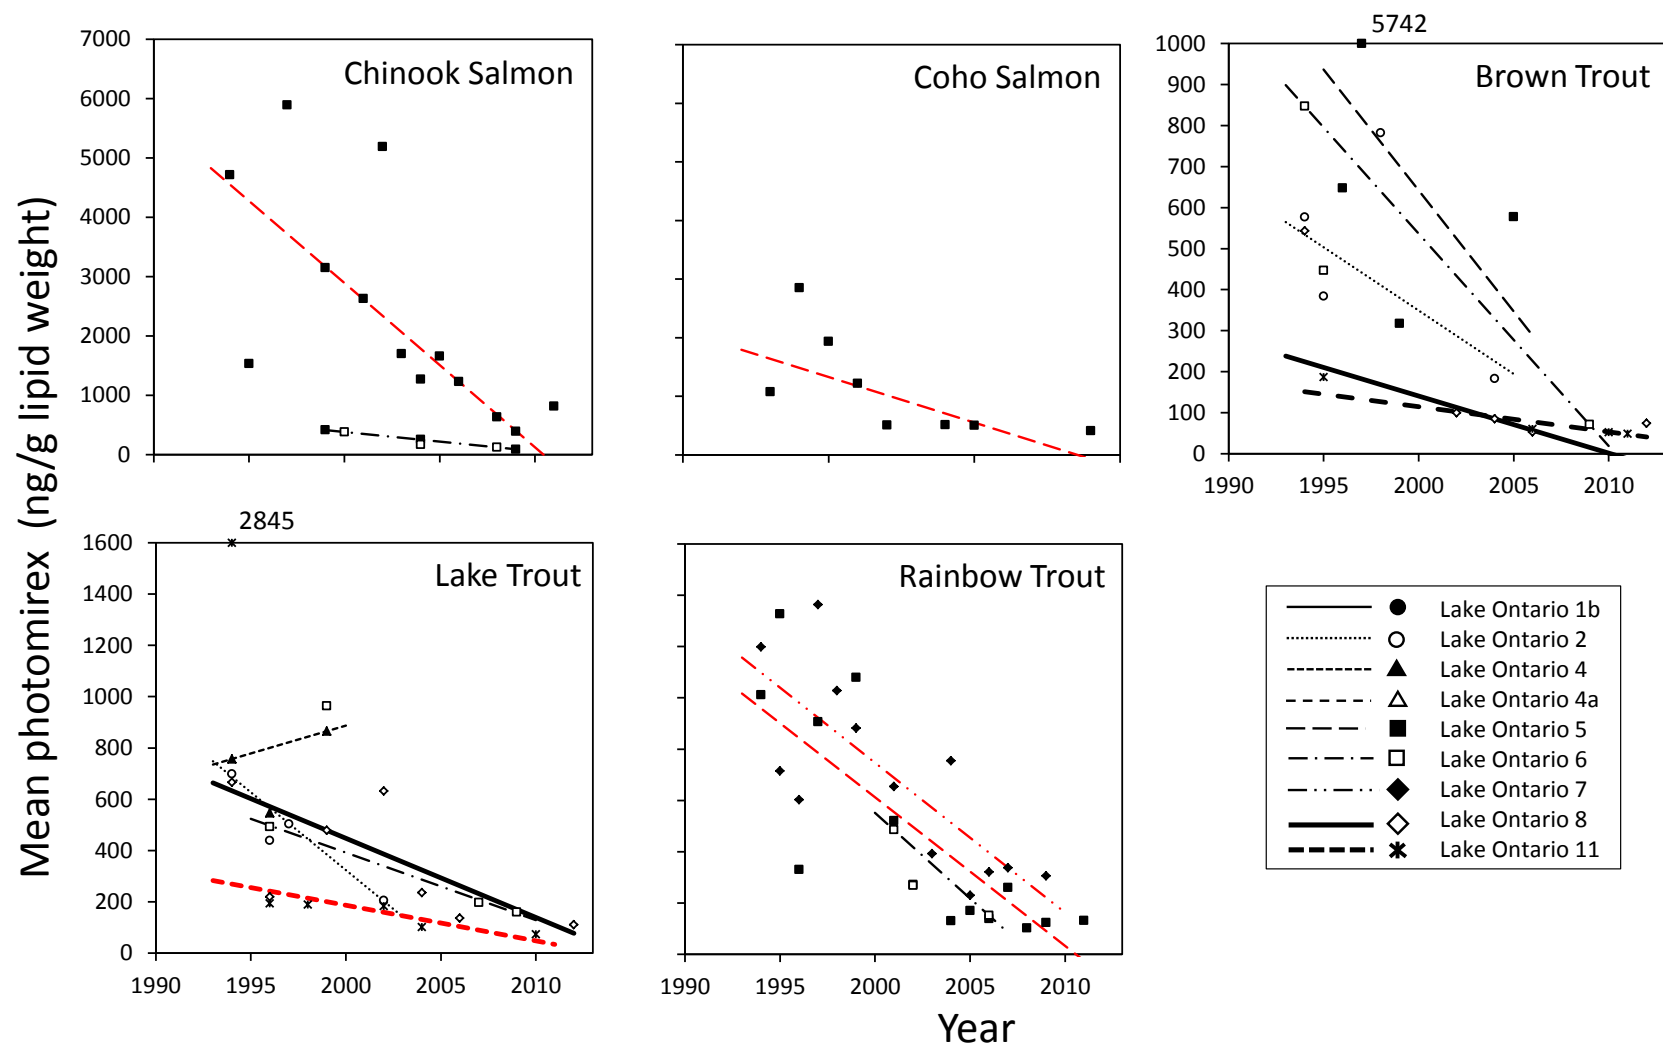 Mean photomirex (ng/g lipid weight)
7000
6000
5000
4000
3000
2000
1000
0
Chinook Salmon
Coho Salmon
5742
1000
900
800
700
600
500
400
300
200
100
0
Brown Trout
1990 1995 2000 2005 2010
2845
1600
1400
1200
1000
800
600
400
200
0
Lake Trout
1990 1995 2000 2005 2010
Rainbow Trout
1990 1995 2000 2005 2010
Year
Lake Ontario 1b
Lake Ontario 2
Lake Ontario 4
Lake Ontario 4a
Lake Ontario 5
Lake Ontario 6
Lake Ontario 7
Lake Ontario 8
Lake Ontario 11